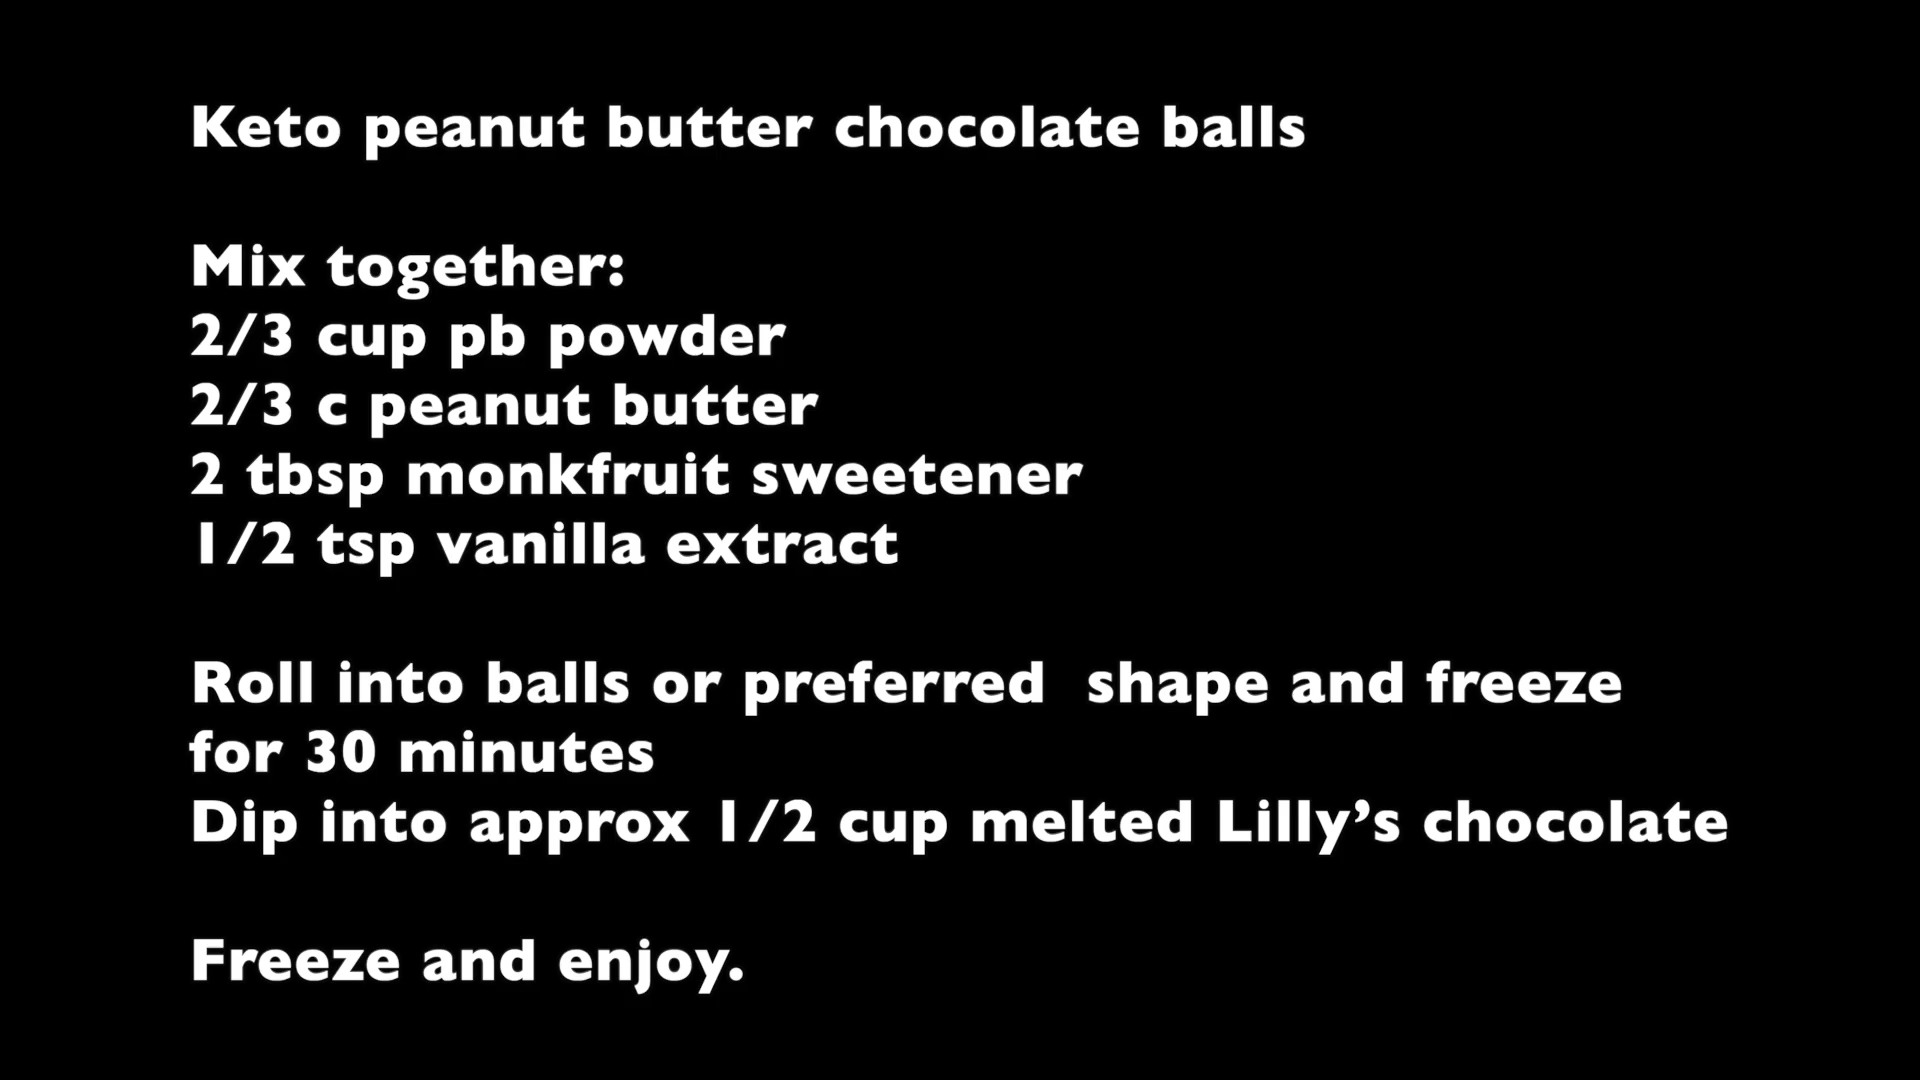 Keto peanut butter chocolate balls
Mix together:
2/3 cup pb powder
2/3 c peanut butter
2 tbsp monkfruit sweetener
1/2 tsp vanilla extract
Roll into balls or preferred  shape and freeze
for 30 minutes
Dip into approx 1/2 cup melted Lilly’s chocolate
Freeze and enjoy.